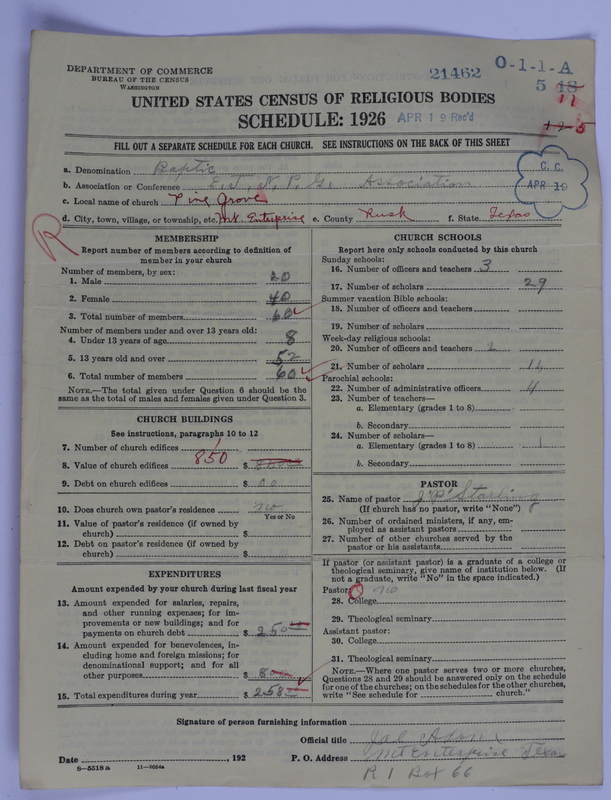 DEPARTMENT OF COMMERCE
BUREAU OF THE CENSUS
WASHINGTON
21462
O-1-1-A
5 18
11
UNITED STATES CENSUS OF RELIGIOUS BODIES
SCHEDULE: 1926
APR 19 Rec'd
FILL OUT A SEPARATE SCHEDULE FOR EACH CHURCH. SEE INSTRUCTIONS ON THE BACK OF THIS SHEET
C. C.
APR 19
a. Denomination Baptic
b. Association or Conference E. T. N. P. G. Association
c. Local name of church Pine Grove
d. City, town, village, or township, etc. Mt. Enterprise e. County Rusk f. State Texas
R
MEMBERSHIP
Report number of members according to definition of
member in your church
Number of members, by sex:
1. Male 20
2. Female 40
3. Total number of members 60
Number of members under and over 13 years old:
4. Under 13 years of age 8
5. 13 years old and over 52
6. Total number of members 60
NOTE.—The total given under Question 6 should be the
same as the total of males and females given under Question 3.
CHURCH BUILDINGS
See instructions, paragraphs 10 to 12
7. Number of church edifices 1
850
8. Value of church edifices $
9. Debt on church edifices $ 00
10. Does church own pastor's residence no
Yes or No
11. Value of pastor's residence (if owned by
church) $
12. Debt on pastor's residence (if owned by
church) $
EXPENDITURES
Amount expended by your church during last fiscal year
13. Amount expended for salaries, repairs,
and other running expenses; for im-
provements or new buildings; and for
payments on church debt $ 250
14. Amount expended for benevolences, in-
cluding home and foreign missions; for
denominational support; and for all
other purposes $ 8
15. Total expenditures during year $ 258
CHURCH SCHOOLS
Report here only schools conducted by this church
Sunday schools:
16. Number of officers and teachers 3
17. Number of scholars 29
Summer vacation Bible schools:
18. Number of officers and teachers
19. Number of scholars
Week-day religious schools:
20. Number of officers and teachers 2
21. Number of scholars 11
Parochial schools:
22. Number of administrative officers 4
23. Number of teachers—
a. Elementary (grades 1 to 8)
b. Secondary
24. Number of scholars—
a. Elementary (grades 1 to 8) 1
b. Secondary
PASTOR
25. Name of pastor J. P. Starling
(If church has no pastor, write "None")
26. Number of ordained ministers, if any, em-
ployed as assistant pastors
27. Number of other churches served by the
pastor or his assistants
If pastor (or assistant pastor) is a graduate of a college or
theological seminary, give name of institution below. (If
not a graduate, write "No" in the space indicated.)
Pastor: no
28. College
29. Theological seminary
Assistant pastor:
30. College
31. Theological seminary
NOTE.—Where one pastor serves two or more churches,
Questions 28 and 29 should be answered only on the schedule
for one of the churches; on the schedules for the other churches,
write "See schedule for church."
Signature of person furnishing information
Official title
P. O. Address Mt Enterprise Texas
R 1 Box 66
Date , 192
8—5518 a 11—8654a